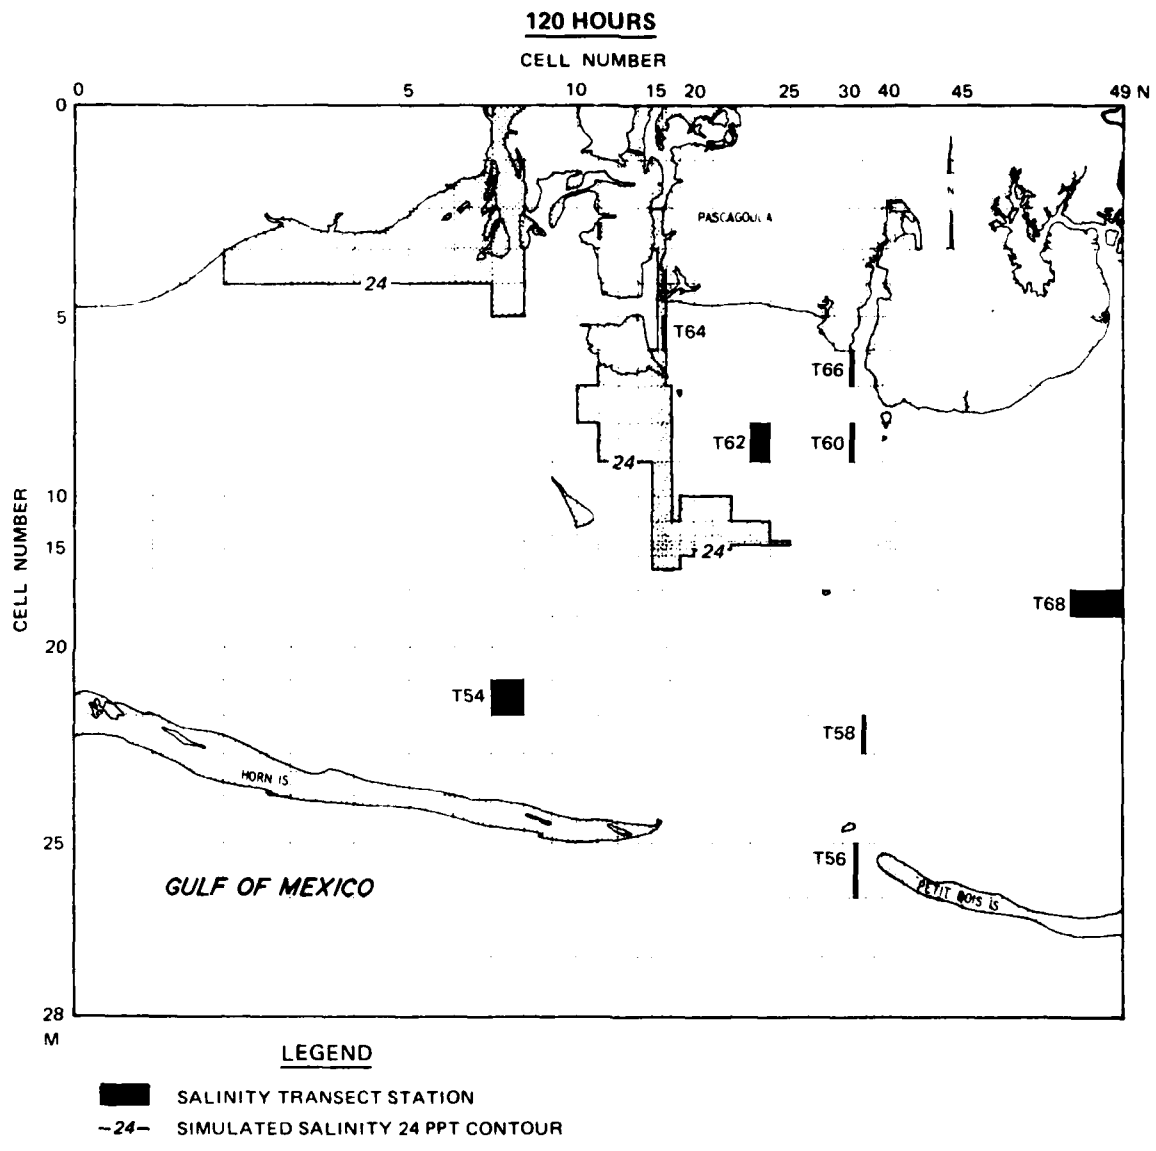 120 HOURS
CELL NUMBER
0 5 10 15 20 25 30 40 45 49 N
0
N
PASCAGOULA
24
5
T64
T66
T62 T60
24
10
15
24
CELL NUMBER
T68
20
T54
T58
HORN IS
25
T56
GULF OF MEXICO
PETIT BOIS IS
28
M
LEGEND
SALINITY TRANSECT STATION
-24- SIMULATED SALINITY 24 PPT CONTOUR